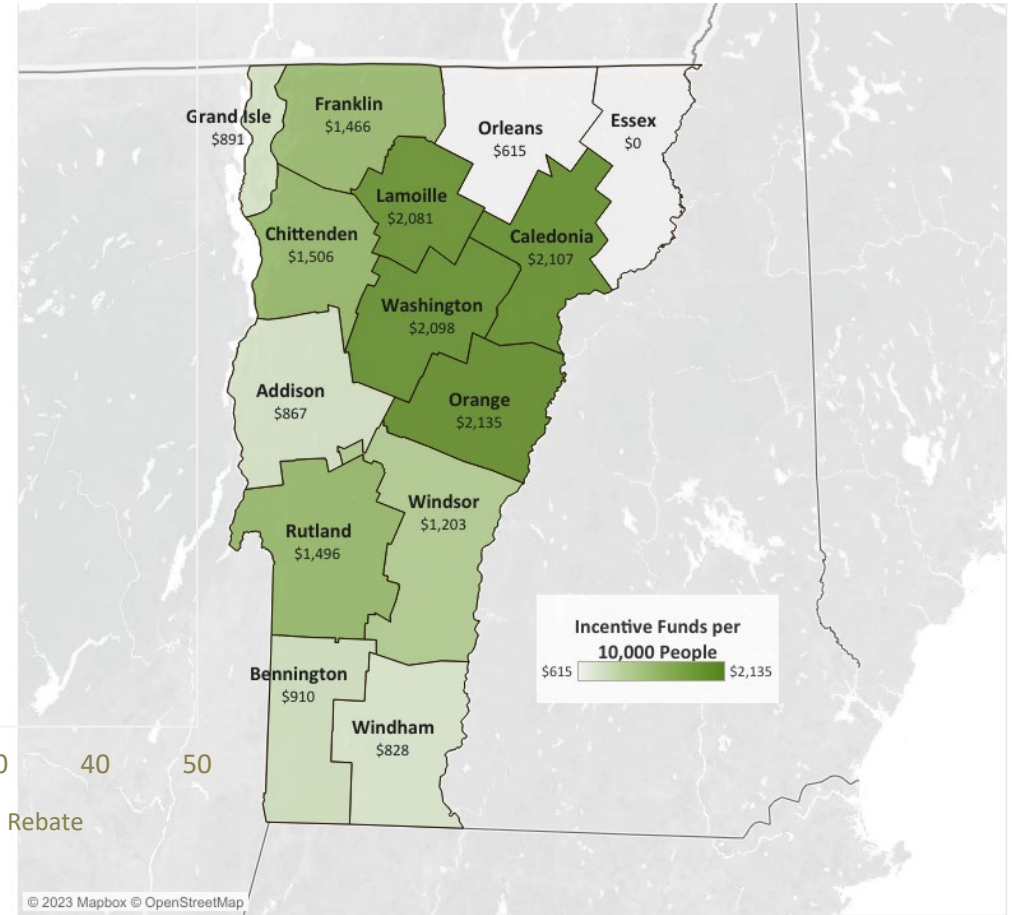 Grand Isle
$891
Franklin
$1,466
Orleans
$615
Essex
$0
Lamoille
$2,081
Chittenden
$1,506
Caledonia
$2,107
Washington
$2,098
Addison
$867
Orange
$2,135
Windsor
$1,203
Rutland
$1,496
Incentive Funds per
10,000 People
$615 $2,135
Bennington
$910
Windham
$828
0 40 50
Rebate
© 2023 Mapbox © OpenStreetMap